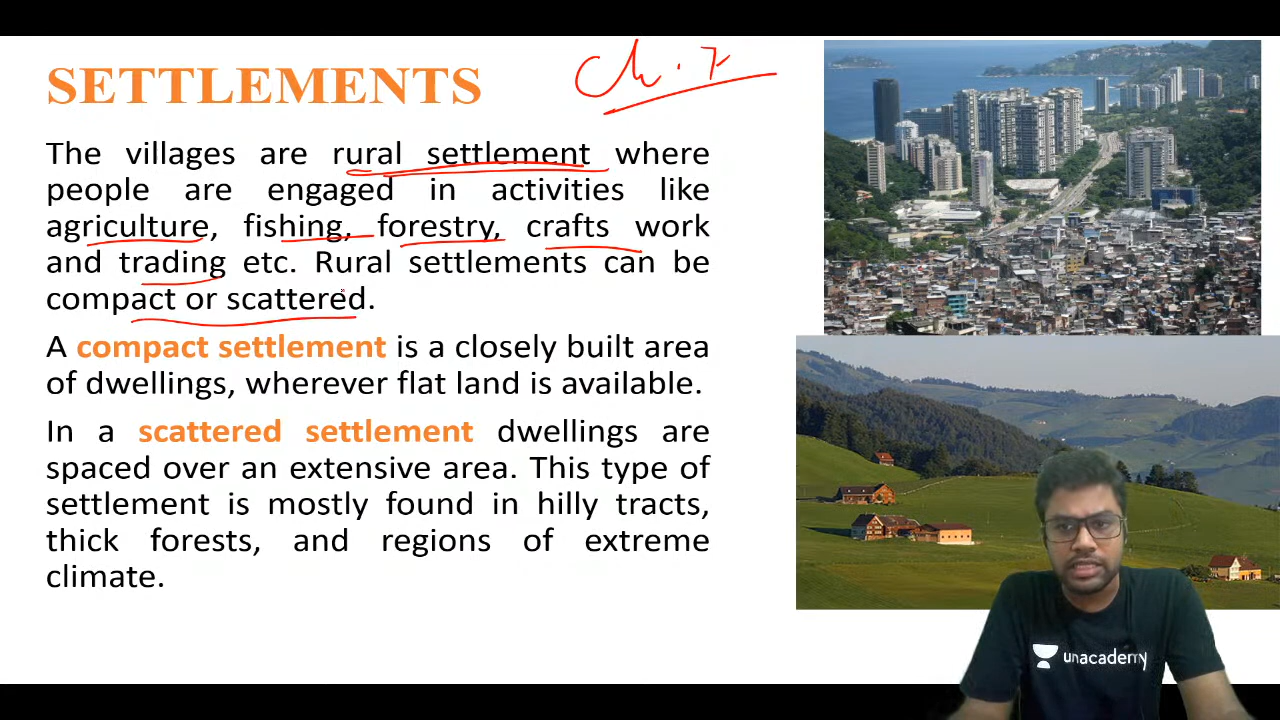 SETTLEMENTS
Ch. 7
The villages are rural settlement where
people are engaged in activities like
agriculture, fishing, forestry, crafts work
and trading etc. Rural settlements can be
compact or scattered.
A compact settlement is a closely built area
of dwellings, wherever flat land is available.
In a scattered settlement dwellings are
spaced over an extensive area. This type of
settlement is mostly found in hilly tracts,
thick forests, and regions of extreme
climate.
unacademy